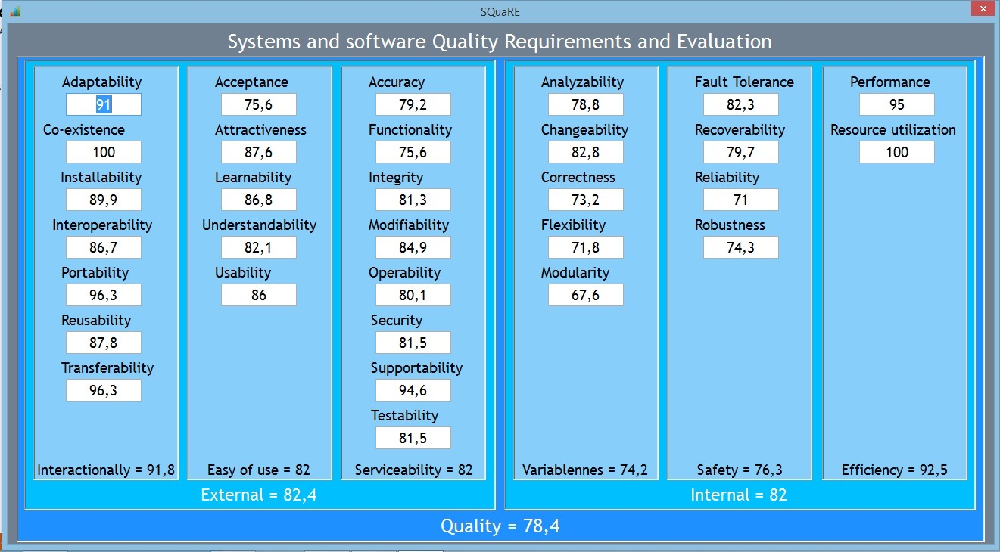 SQuaRE
Systems and software Quality Requirements and Evaluation
Adaptability
91
Co-existence
100
Installability
89,9
Interoperability
86,7
Portability
96,3
Reusability
87,8
Transferability
96,3
Interactionally = 91,8
Acceptance
75,6
Attractiveness
87,6
Learnability
86,8
Understandability
82,1
Usability
86
Easy of use = 82
Accuracy
79,2
Functionality
75,6
Integrity
81,3
Modifiability
84,9
Operability
80,1
Security
81,5
Supportability
94,6
Testability
81,5
Serviceability = 82
External = 82,4
Analyzability
78,8
Changeability
82,8
Correctness
73,2
Flexibility
71,8
Modularity
67,6
Variablennes = 74,2
Fault Tolerance
82,3
Recoverability
79,7
Reliability
71
Robustness
74,3
Safety = 76,3
Performance
95
Resource utilization
100
Efficiency = 92,5
Internal = 82
Quality = 78,4